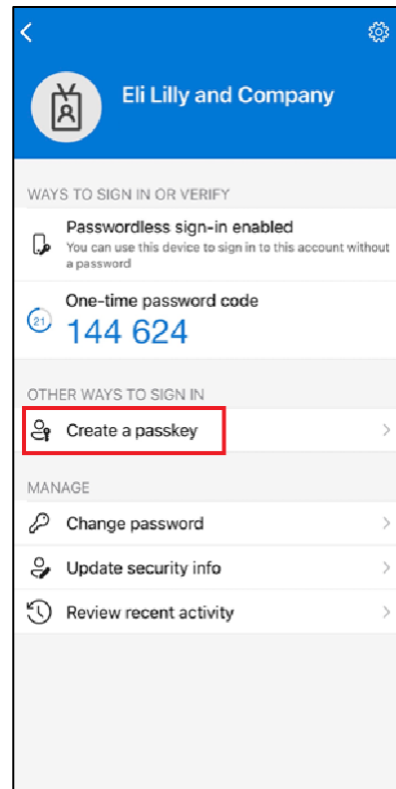 Eli Lilly and Company
WAYS TO SIGN IN OR VERIFY
Passwordless sign-in enabled
You can use this device to sign in to this account without
a password
One-time password code
21
144 624
OTHER WAYS TO SIGN IN
Create a passkey
MANAGE
Change password
Update security info
Review recent activity